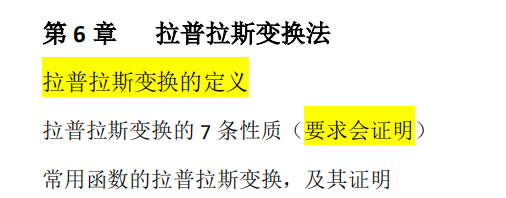 第 6 章 拉普拉斯变换法
拉普拉斯变换的定义
拉普拉斯变换的 7 条性质（要求会证明）
常用函数的拉普拉斯变换，及其证明